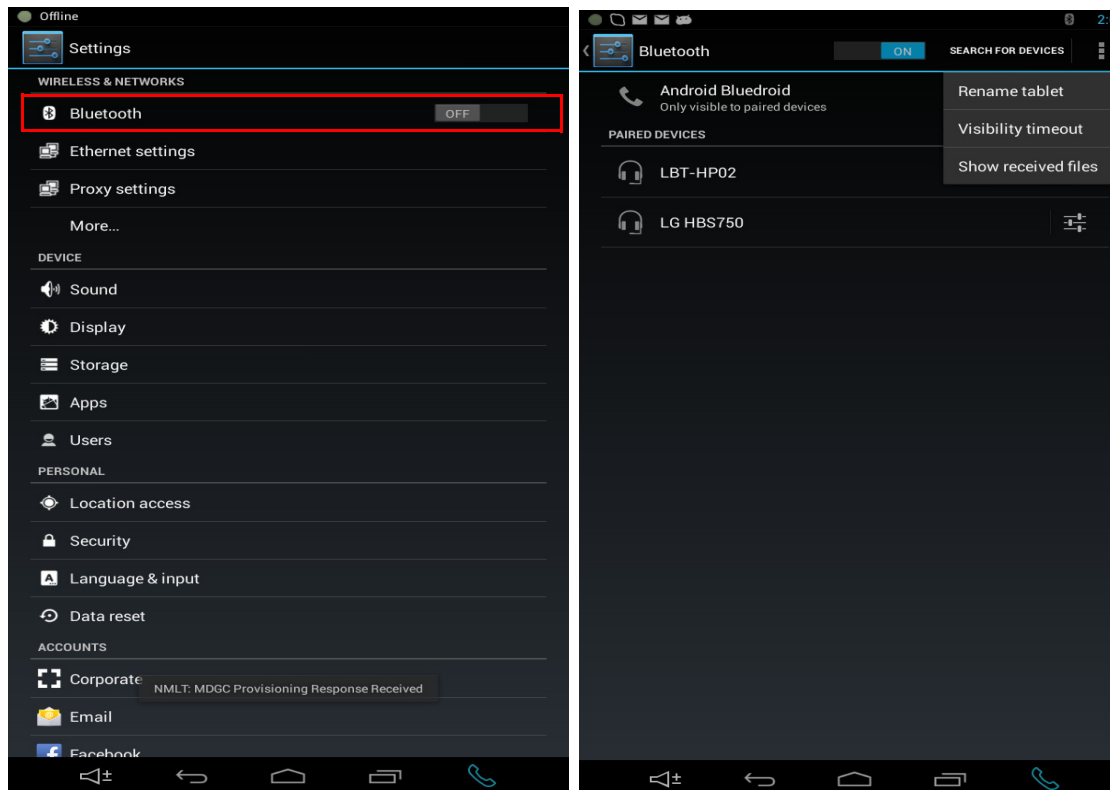 Offline
Settings
WIRELESS & NETWORKS
Bluetooth OFF
Ethernet settings
Proxy settings
More...
DEVICE
Sound
Display
Storage
Apps
Users
PERSONAL
Location access
Security
Language & input
Data reset
ACCOUNTS
Corporate
NMLT: MDGC Provisioning Response Received
Email
Facebook
2:
Bluetooth ON SEARCH FOR DEVICES
Android Bluedroid
Only visible to paired devices
Rename tablet
Visibility timeout
Show received files
PAIRED DEVICES
LBT-HP02
LG HBS750